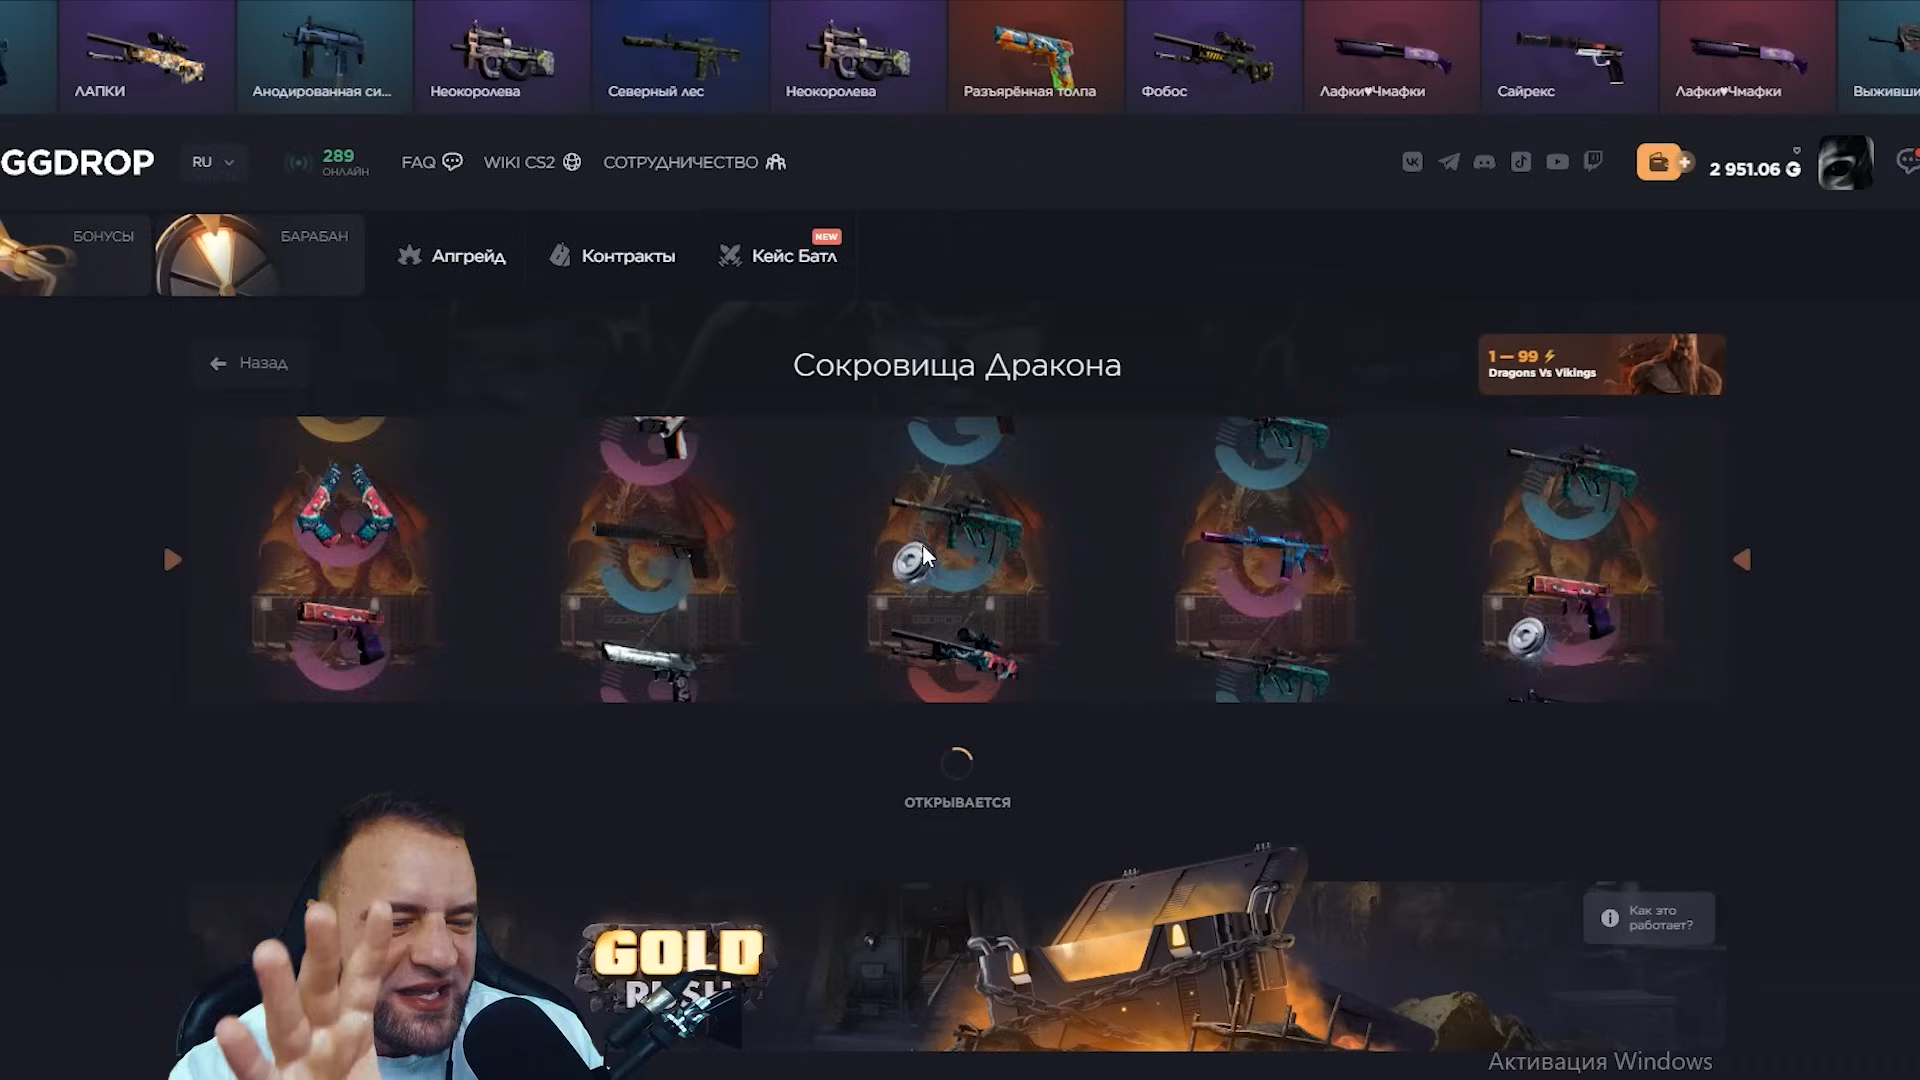 ЛАПКИ
Анодированная си...
Неокоролева
Северный лес
Неокоролева
Разъярённая толпа
Фобос
Лафки♥Чмафки
Сайрекс
Лафки♥Чмафки
GGDROP
RU
289
ОНЛАЙН
FAQ
WIKI CS2
СОТРУДНИЧЕСТВО
2 951.06
БОНУСЫ
БАРАБАН
Апгрейд
Контракты
Кейс Батл
NEW
Назад
Сокровища Дракона
1 — 99
Dragons Vs Vikings
ОТКРЫВАЕТСЯ
GOLD
RUSH
Как это
работает?
Активация Windows